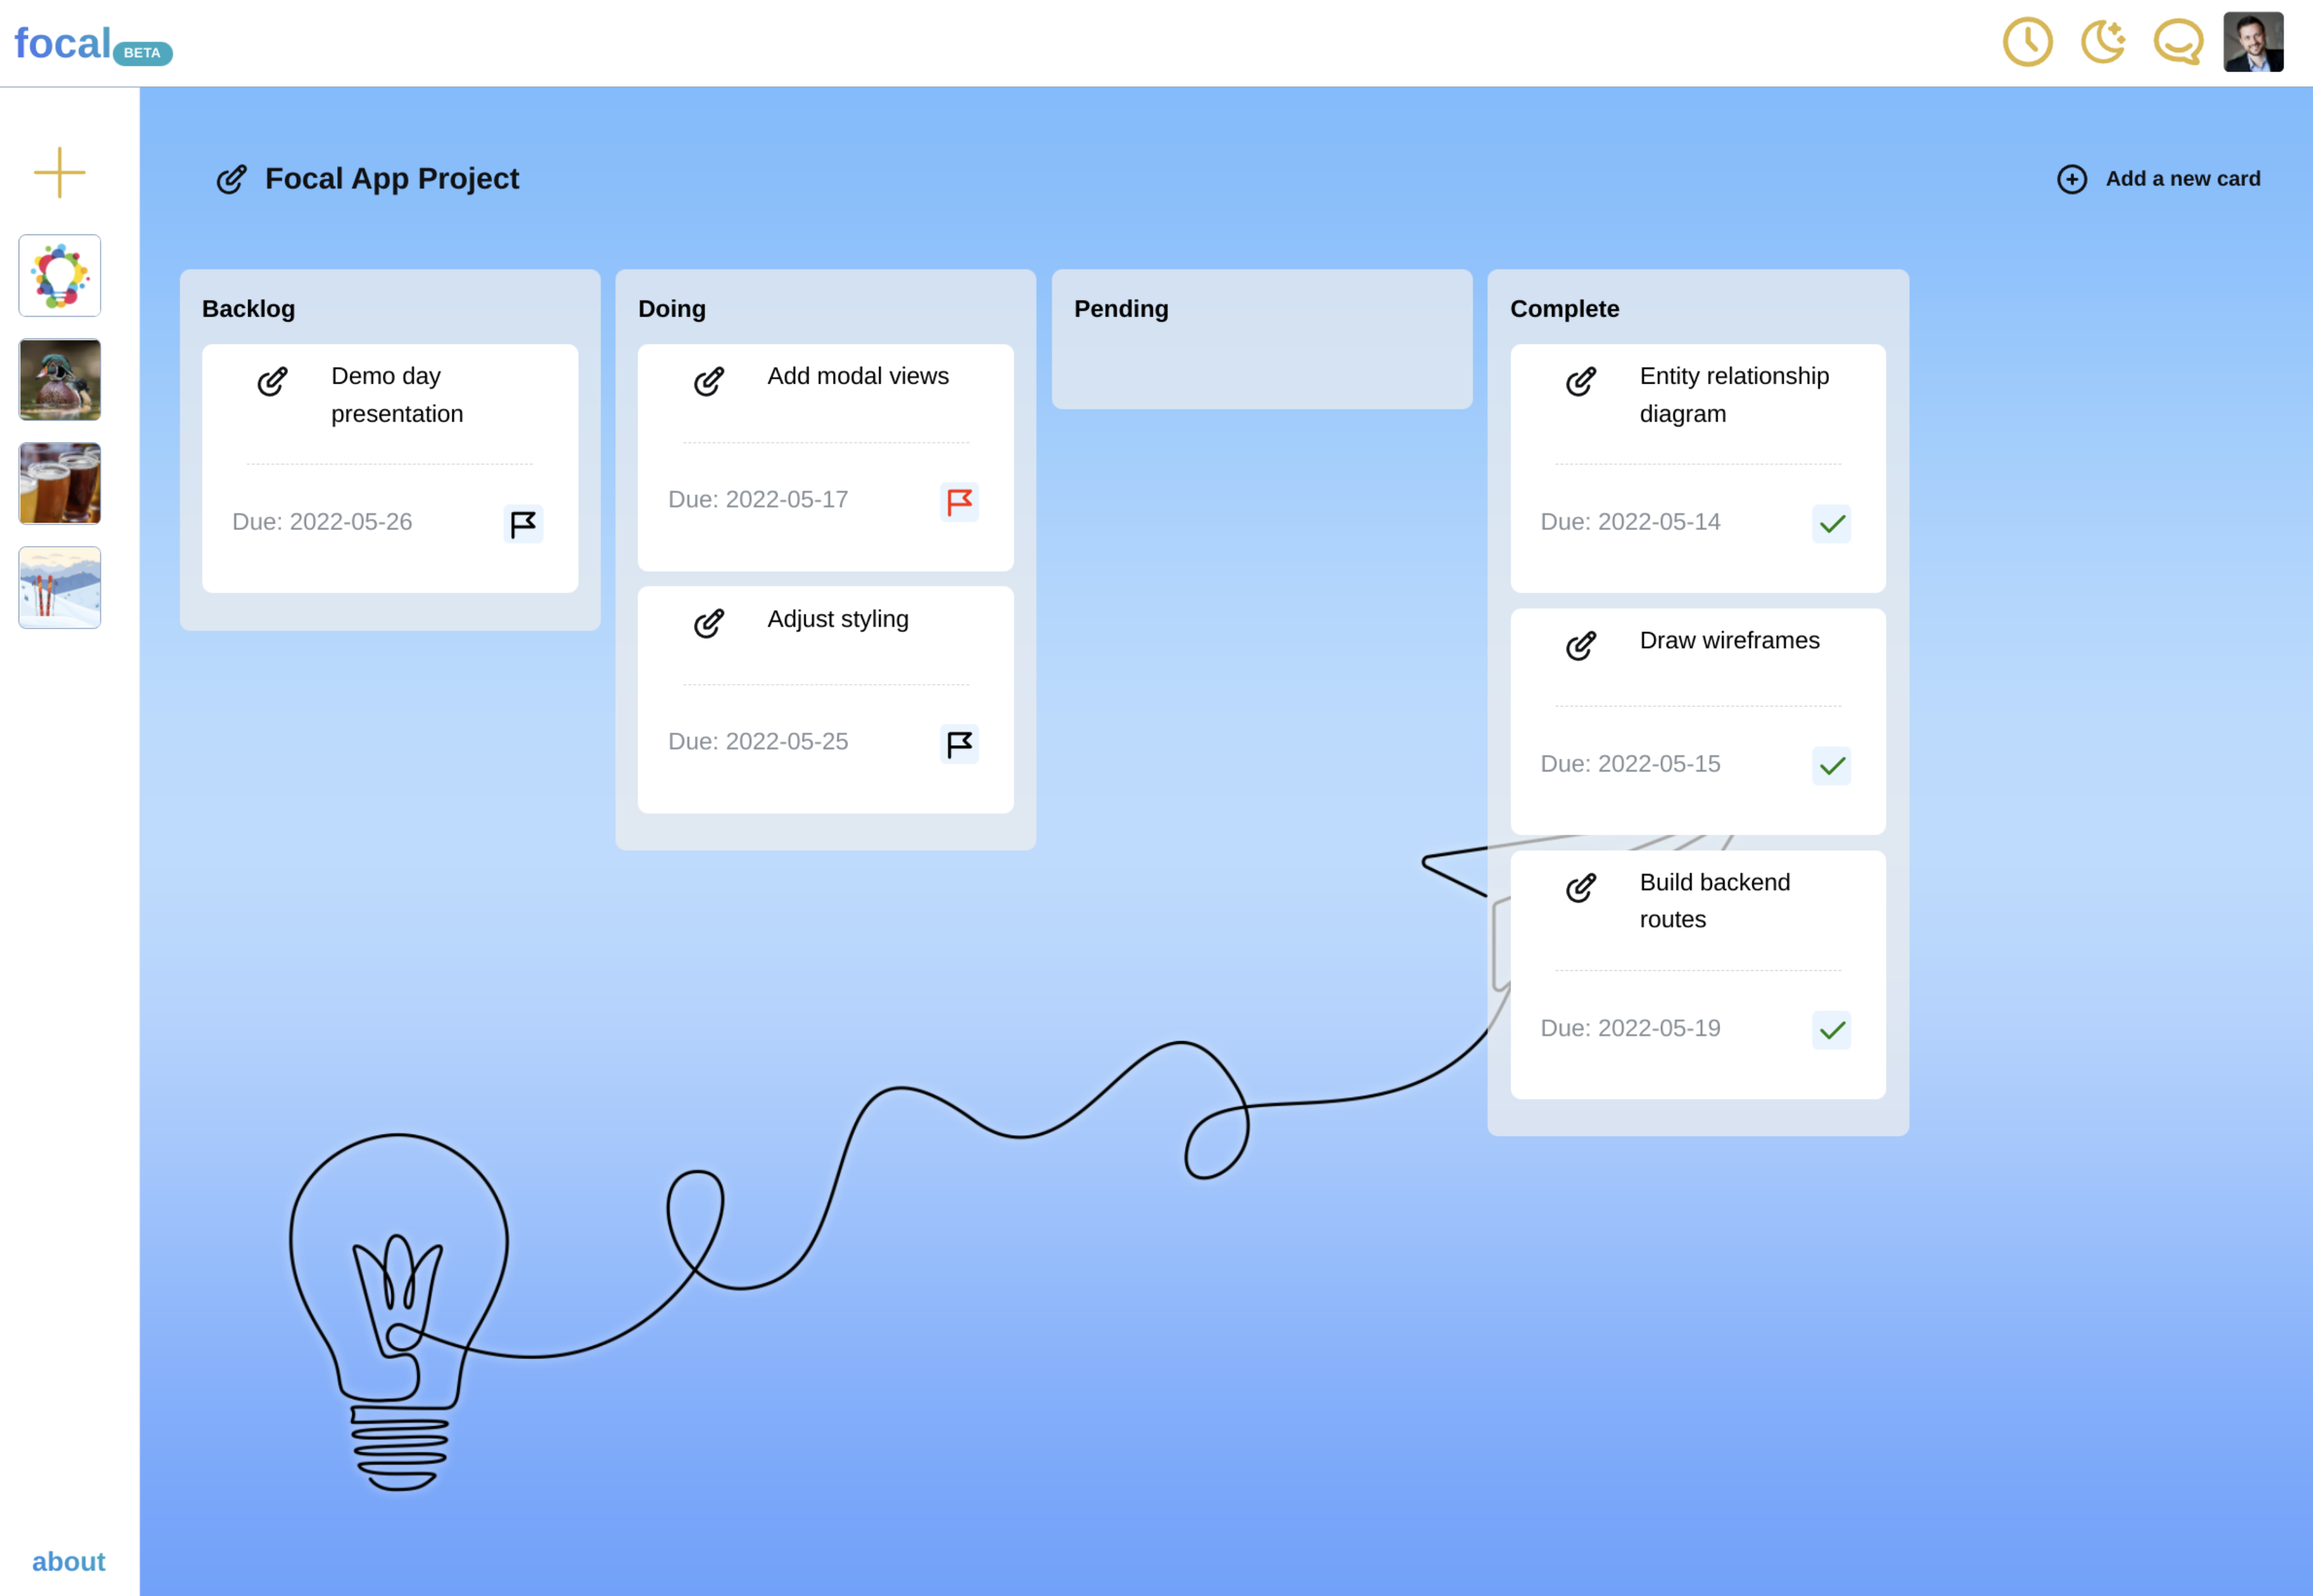 focal BETA
Focal App Project
Add a new card
Backlog
Demo day
presentation
Due: 2022-05-26
Doing
Add modal views
Due: 2022-05-17
Adjust styling
Due: 2022-05-25
Pending
Complete
Entity relationship
diagram
Due: 2022-05-14
Draw wireframes
Due: 2022-05-15
Build backend
routes
Due: 2022-05-19
about